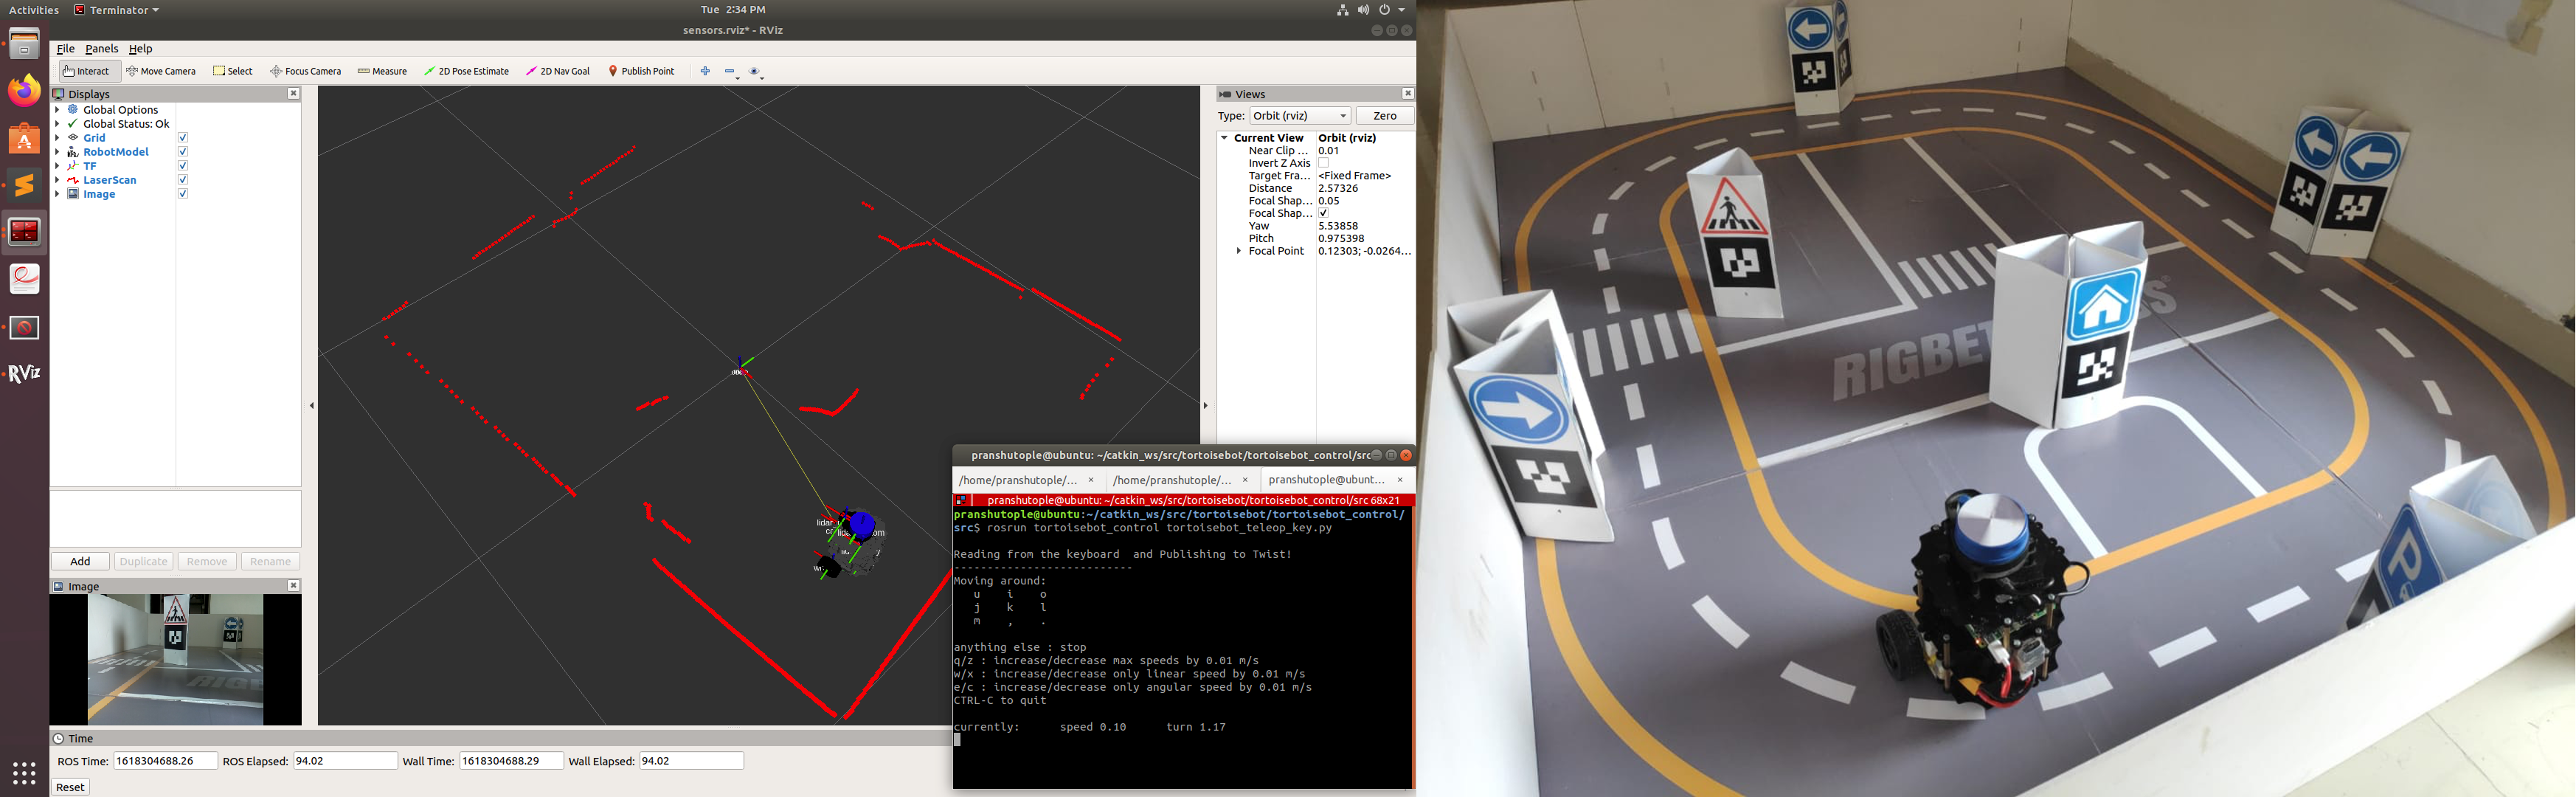 Activities
Terminator
Tue 2:34 PM
sensors.rviz* - RViz
File Panels Help
Interact
Move Camera
Select
Focus Camera
Measure
2D Pose Estimate
2D Nav Goal
Publish Point
Displays
Global Options
Global Status: Ok
Grid
RobotModel
TF
LaserScan
Image
Add
Duplicate
Remove
Rename
Image
RViz
Views
Type: Orbit (rviz) Zero
Current View Orbit (rviz)
Near Clip ... 0.01
Invert Z Axis
Target Fra... <Fixed Frame>
Distance 2.57326
Focal Shap... 0.05
Focal Shap...
Yaw 5.53858
Pitch 0.975398
Focal Point 0.12303; -0.0264...
pranshutople@ubuntu: ~/catkin_ws/src/tortoisebot/tortoisebot_control/src
/home/pranshutople/... × /home/pranshutople/... × pranshutople@ubunt... ×
pranshutople@ubuntu: ~/catkin_ws/src/tortoisebot/tortoisebot_control/src 68x21
pranshutople@ubuntu:~/catkin_ws/src/tortoisebot/tortoisebot_control/
src$ rosrun tortoisebot_control tortoisebot_teleop_key.py
Reading from the keyboard and Publishing to Twist!
---------------------------
Moving around:
u i o
j k l
m , .
anything else : stop
q/z : increase/decrease max speeds by 0.01 m/s
w/x : increase/decrease only linear speed by 0.01 m/s
e/c : increase/decrease only angular speed by 0.01 m/s
CTRL-C to quit
currently: speed 0.10 turn 1.17
Time
ROS Time: 1618304688.26 ROS Elapsed: 94.02 Wall Time: 1618304688.29 Wall Elapsed: 94.02
Reset
RIGBE
S
P